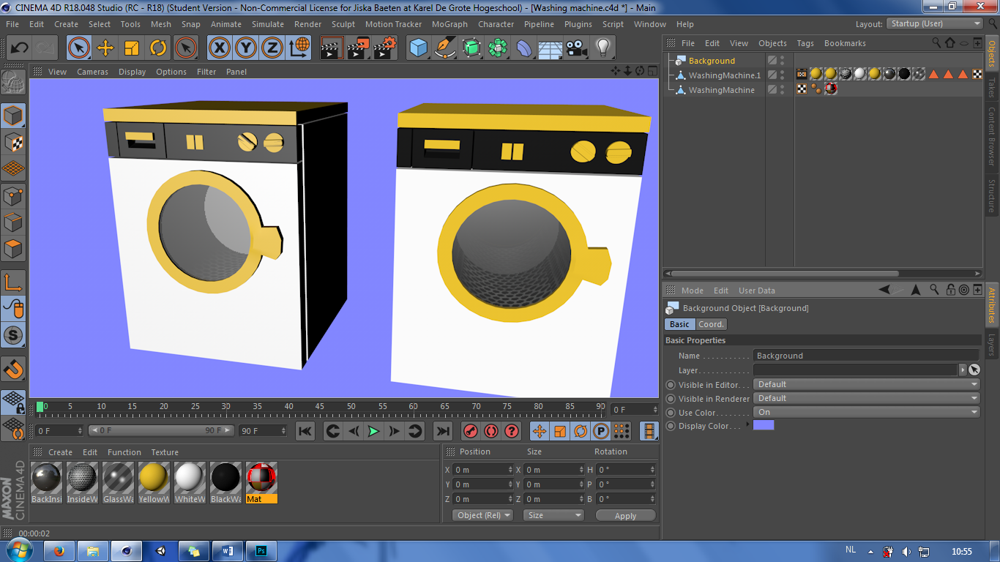 CINEMA 4D R18.048 Studio (RC - R18) (Student Version - Non-Commercial License for Jiska Baeten at Karel De Grote Hogeschool) - [Washing machine.c4d *] - Main
File Edit Create Select Tools Mesh Snap Animate Simulate Render Sculpt Motion Tracker MoGraph Character Pipeline Plugins Script Window Help Layout: Startup (User)
X Y Z
File Edit View Objects Tags Bookmarks
View Cameras Display Options Filter Panel
Background
WashingMachine.1
WashingMachine
Objects
Takes
Content Browser
Structure
Mode Edit User Data
Background Object [Background]
Basic Coord.
Basic Properties
Name . . . . . . . . . . . Background
Layer . . . . . . . . . . . .
Visible in Editor. . . Default
Visible in Renderer Default
Use Color. . . . . . . On
Display Color. . .
Attributes
Layers
0 5 10 15 20 25 30 35 40 45 50 55 60 65 70 75 80 85 90 0 F
0 F 0 F 90 F 90 F
P
S
Create Edit Function Texture
BackInsi InsideW GlassWa YellowW WhiteW BlackWa Mat
Position Size Rotation
X 0 m X 0 m H 0 °
Y 0 m Y 0 m P 0 °
Z 0 m Z 0 m B 0 °
Object (Rel) Size Apply
MAXON
CINEMA 4D
00:00:02
W Ps NL 10:55